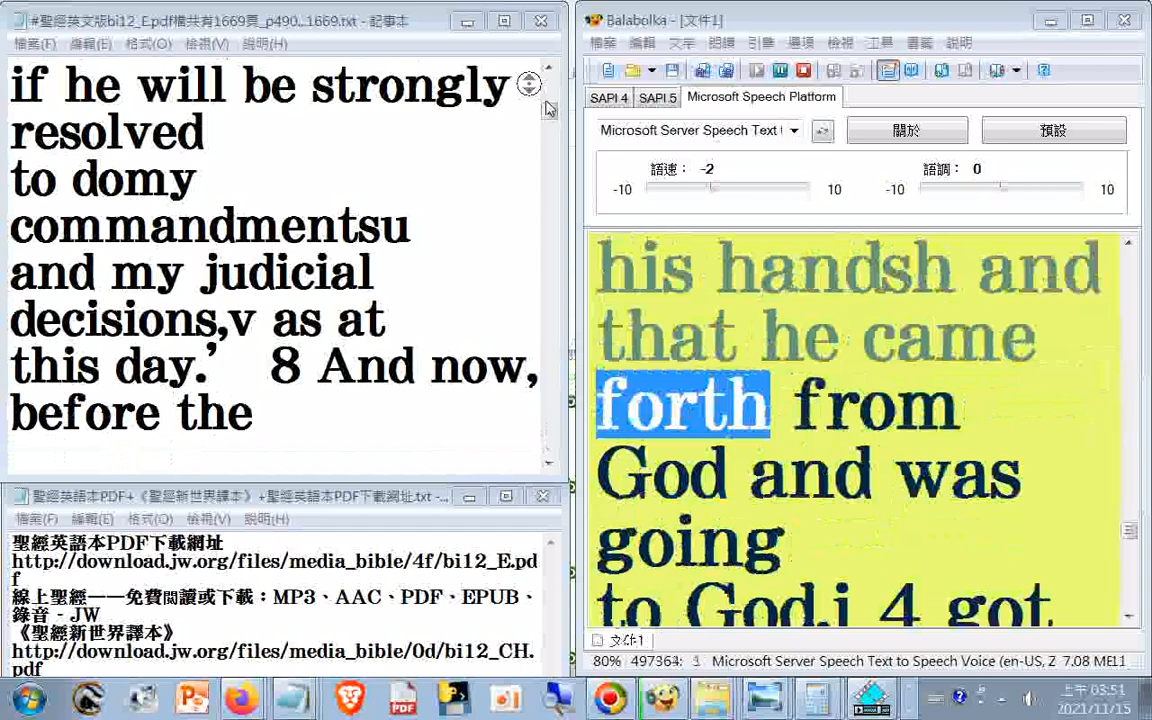 #聖經英文版bi12_E.pdf檔共有1669頁_p490...1669.txt - 記事本
檔案(F) 編輯(E) 格式(O) 檢視(V) 說明(H)
if he will be strongly
resolved
to domy
commandmentsu
and my judicial
decisions,v as at
this day.’ 8 And now,
before the
聖經英語本PDF+《聖經新世界譯本》+聖經英語本PDF下載網址.txt - ...
檔案(F) 編輯(E) 格式(O) 檢視(V) 說明(H)
聖經英語本PDF下載網址
http://download.jw.org/files/media_bible/4f/bi12_E.pd
f
線上聖經──免費閱讀或下載：MP3、AAC、PDF、EPUB、
錄音 - JW
《聖經新世界譯本》
http://download.jw.org/files/media_bible/0d/bi12_CH.
pdf
Balabolka - [文件1]
檔案 編輯 文字 閱讀 引擎 選項 檢視 工具 書籤 說明
SAPI 4 SAPI 5 Microsoft Speech Platform
Microsoft Server Speech Text 關於 預設
語速： -2 語調： 0
-10 10 -10 10
his handsh and
that he came
forth from
God and was
going
to God,i 4 got
文件1
80% 497364: 1 Microsoft Server Speech Text to Speech Voice (en-US, Z 7.08 ME11
上午 03:51
2021/11/15